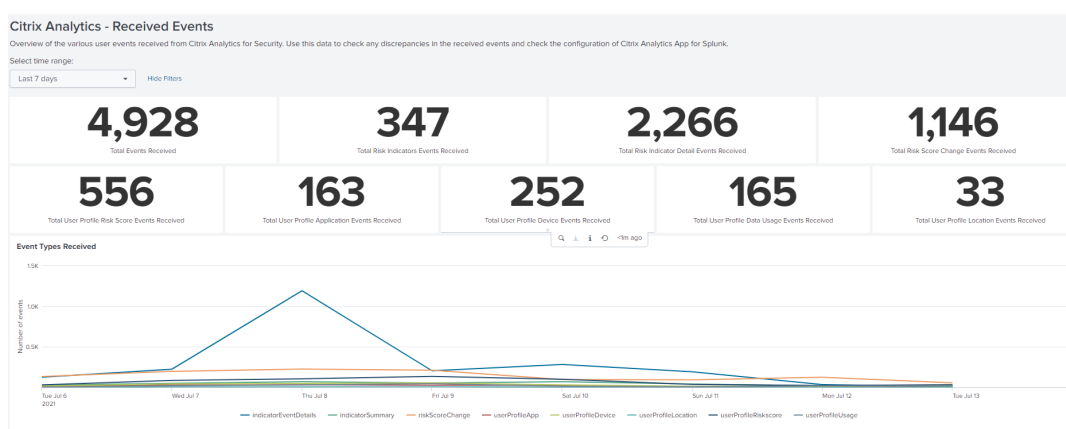 Citrix Analytics - Received Events
Overview of the various user events received from Citrix Analytics for Security. Use this data to check any discrepancies in the received events and check the configuration of Citrix Analytics App for Splunk.
Select time range:
Last 7 days
Hide Filters
4,928
Total Events Received
347
Total Risk Indicators Events Received
2,266
Total Risk Indicator Detail Events Received
1,146
Total Risk Score Change Events Received
556
Total User Profile Risk Score Events Received
163
Total User Profile Application Events Received
252
Total User Profile Device Events Received
165
Total User Profile Data Usage Events Received
33
Total User Profile Location Events Received
<1m ago
Event Types Received
Number of events
1.5K
1.0K
0.5K
Tue Jul 6
2021
Wed Jul 7
Thu Jul 8
Fri Jul 9
Sat Jul 10
Sun Jul 11
Mon Jul 12
Tue Jul 13
indicatorEventDetails
indicatorSummary
riskScoreChange
userProfileApp
userProfileDevice
userProfileLocation
userProfileRiskscore
userProfileUsage